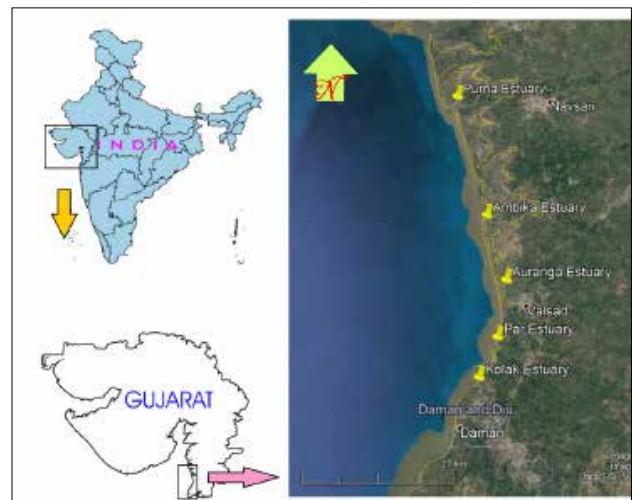 INDIA
GUJARAT
N
Purna Estuary
Navsari
Ambika Estuary
Auranga Estuary
Valsad
Par Estuary
Kolak Estuary
Daman and Diu
Daman